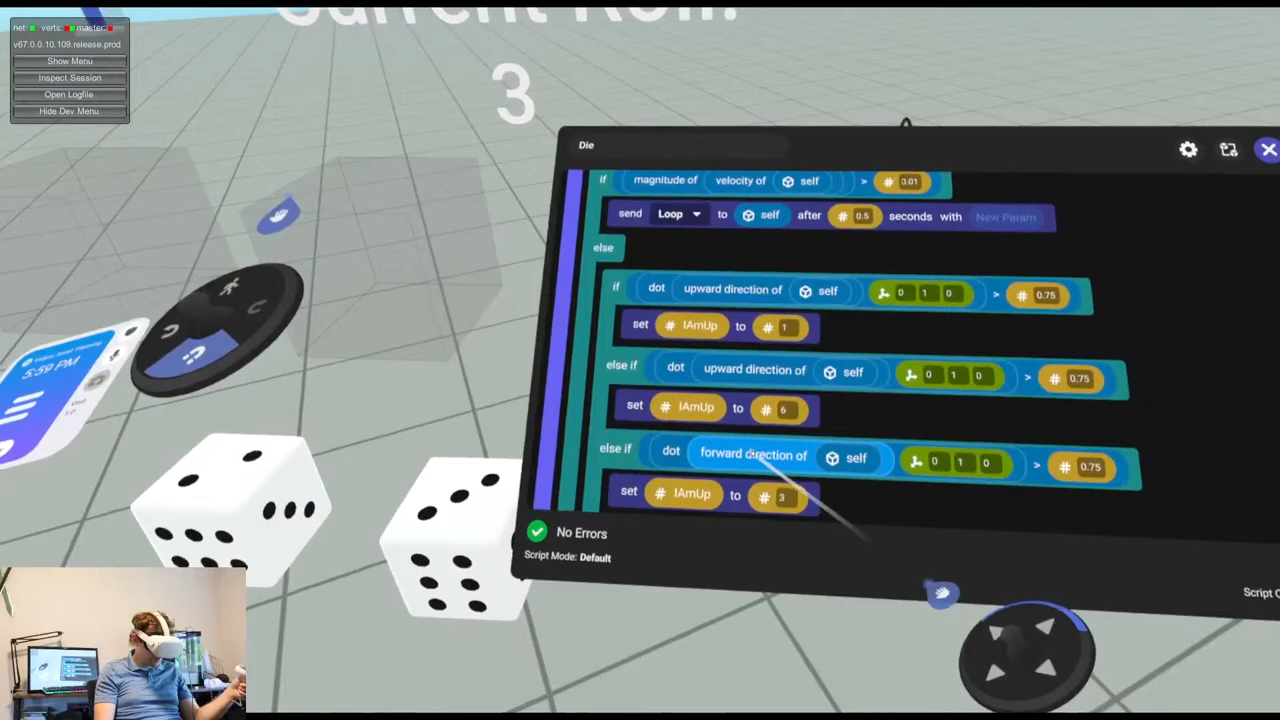 Current Roll:
3
net: verts: master:
v67.0.0.10.109.release.prod
Show Menu
Inspect Session
Open Logfile
Hide Dev Menu
5:59 PM
Die
if magnitude of velocity of self > # 0.01
send Loop to self after # 0.5 seconds with New Param
else
if dot upward direction of self 0 1 0 > # 0.75
set # IAmUp to # 1
else if dot upward direction of self 0 1 0 > # 0.75
set # IAmUp to # 6
else if dot forward direction of self 0 1 0 > # 0.75
set # IAmUp to # 3
No Errors
Script Mode: Default
Script